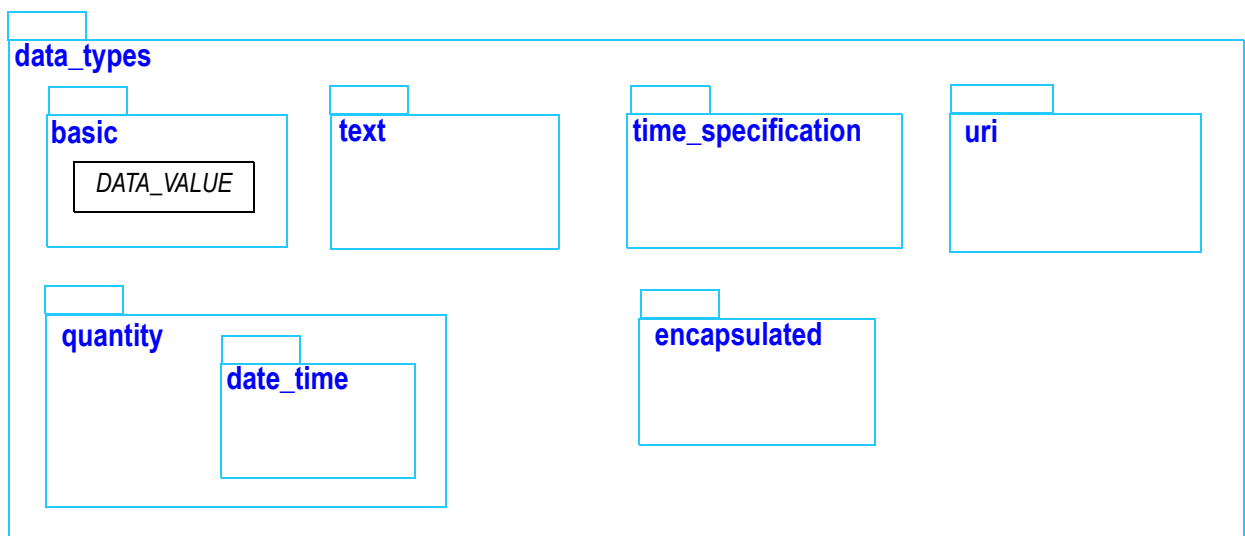 data_types
basic
text
time_specification
uri
DATA_VALUE
quantity
encapsulated
date_time